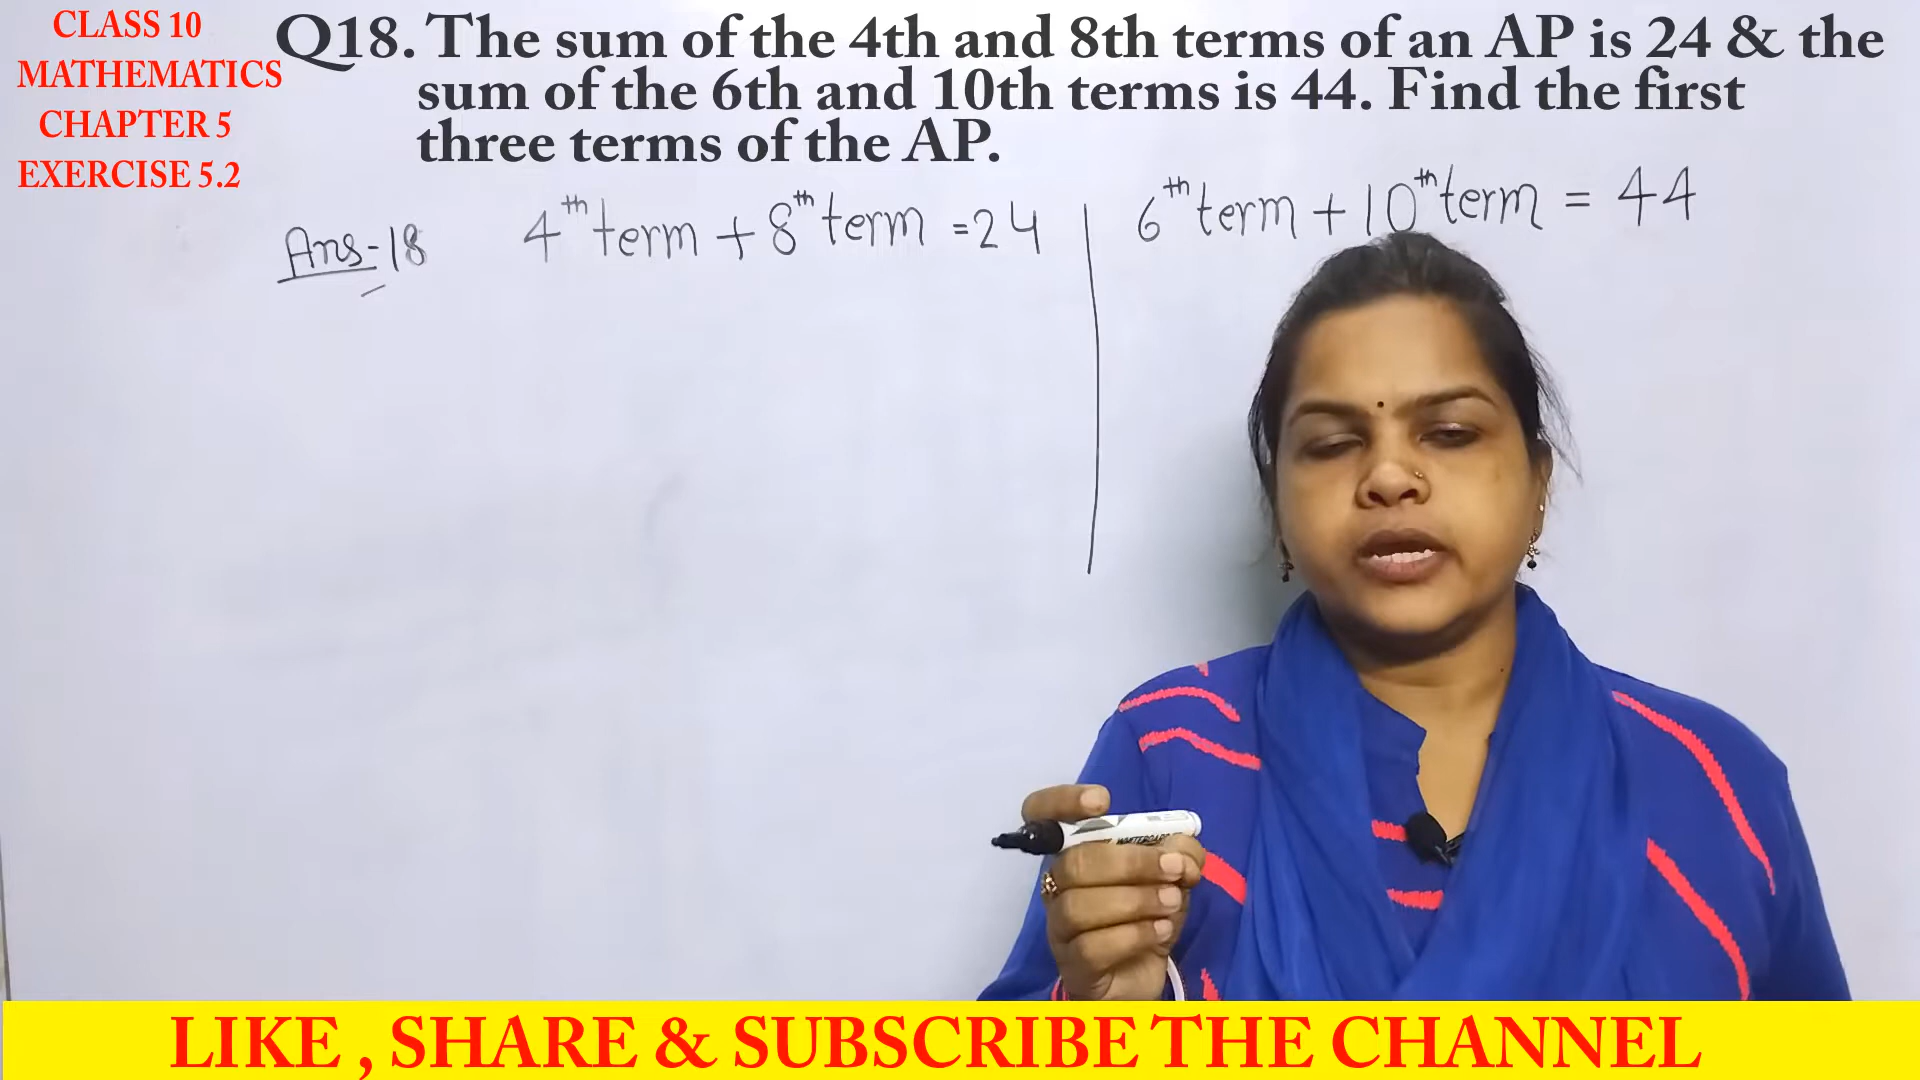 CLASS 10
MATHEMATICS
CHAPTER 5
EXERCISE 5.2
Q18. The sum of the 4th and 8th terms of an AP is 24 & the
sum of the 6th and 10th terms is 44. Find the first
three terms of the AP.
Ans-18
4th term + 8th term = 24
6th term + 10th term = 44
WHITEBOARD
LIKE , SHARE & SUBSCRIBE THE CHANNEL